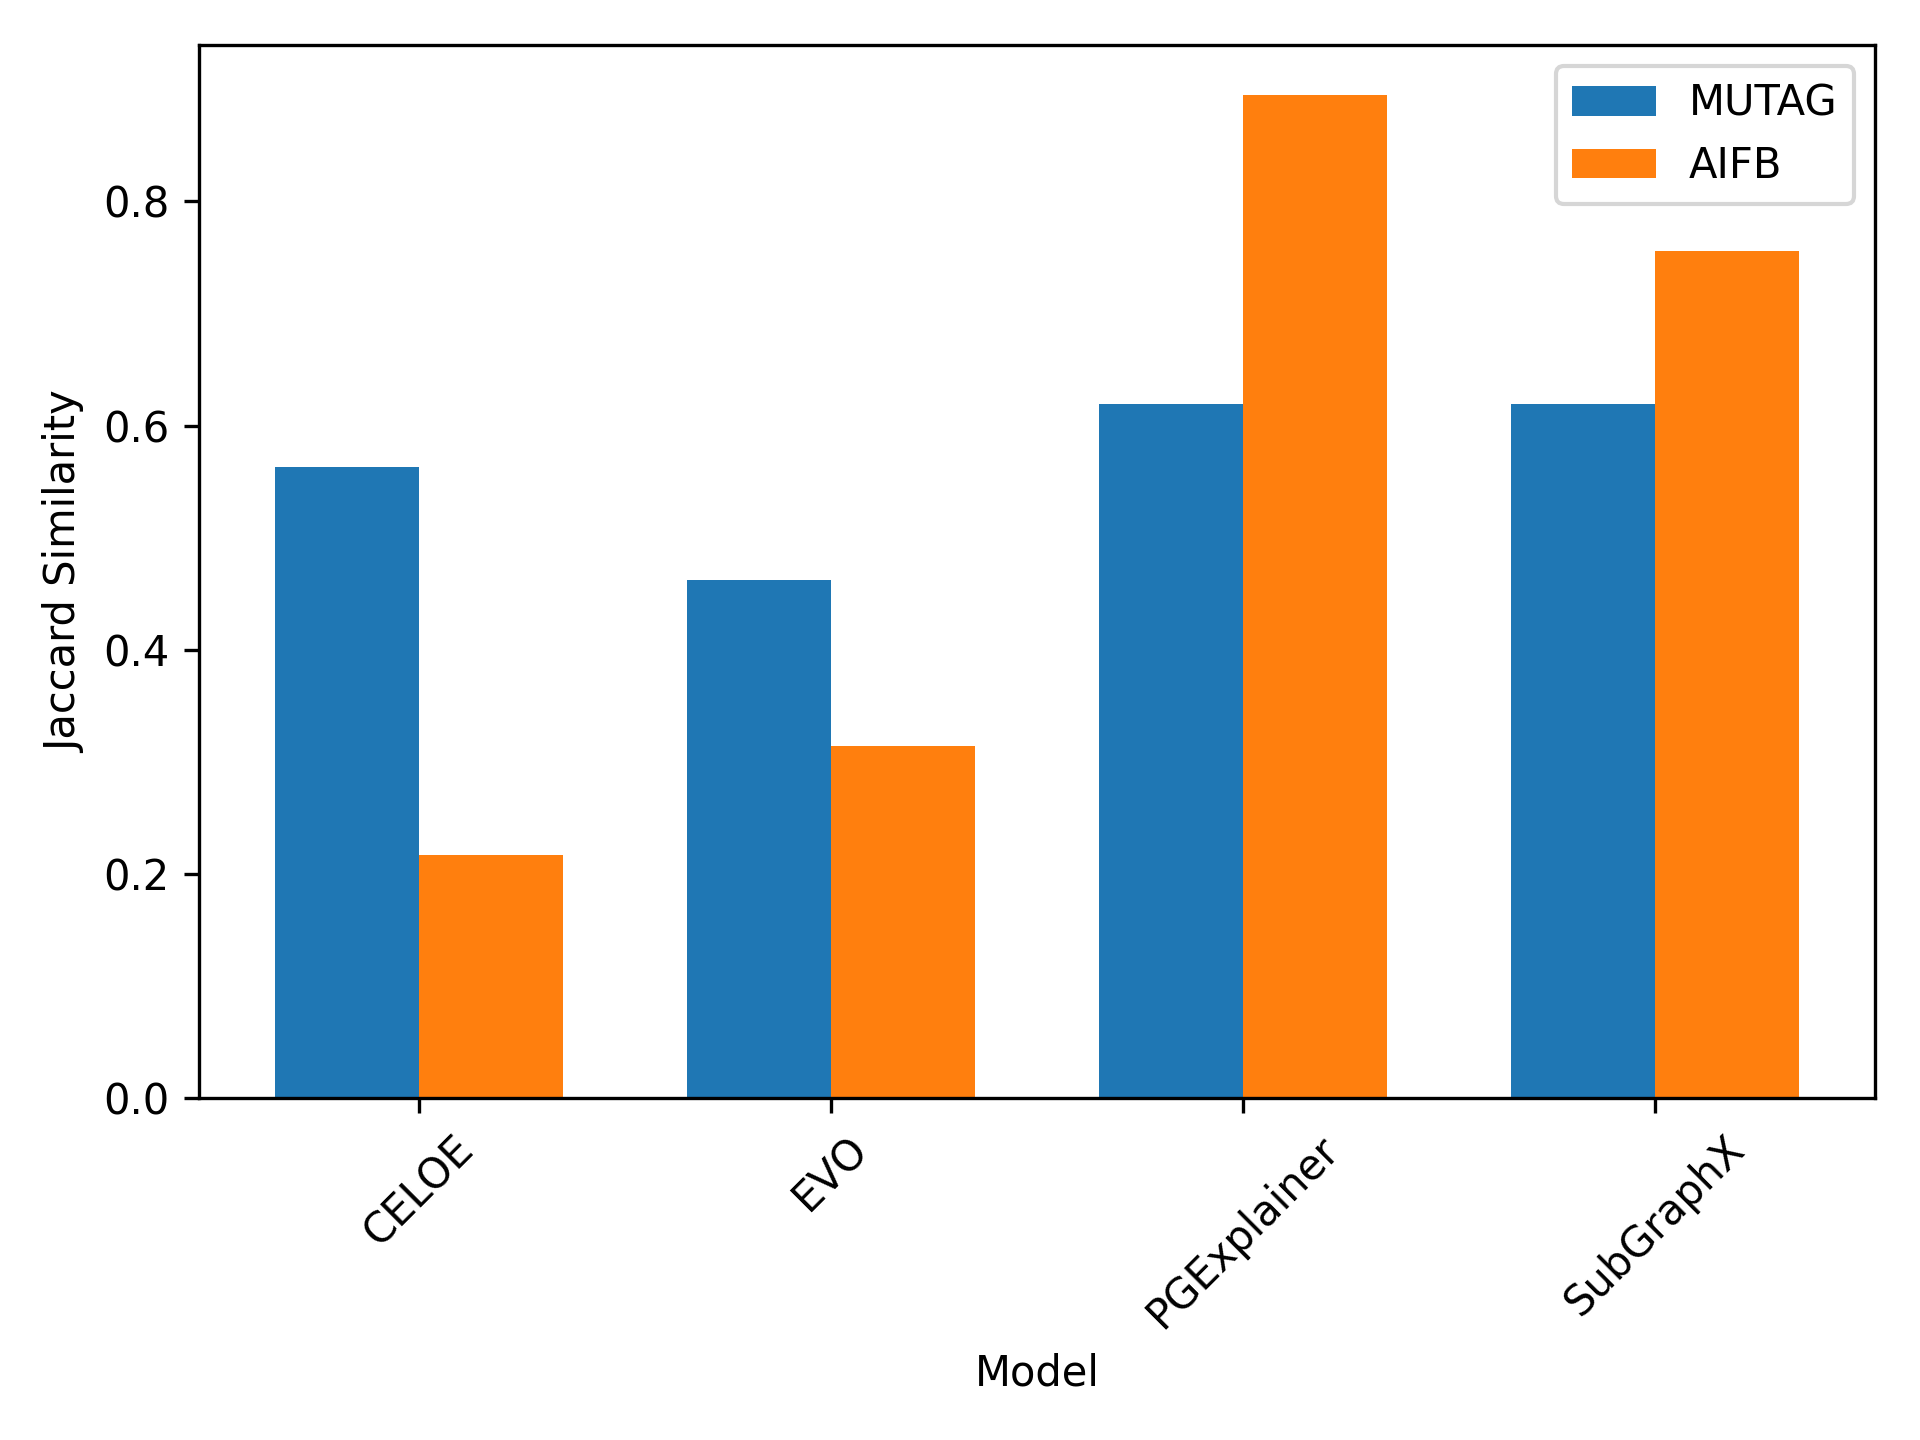 MUTAG
AIFB
Jaccard Similarity
0.8
0.6
0.4
0.2
0.0
CELOE
EVO
PGExplainer
SubGraphX
Model